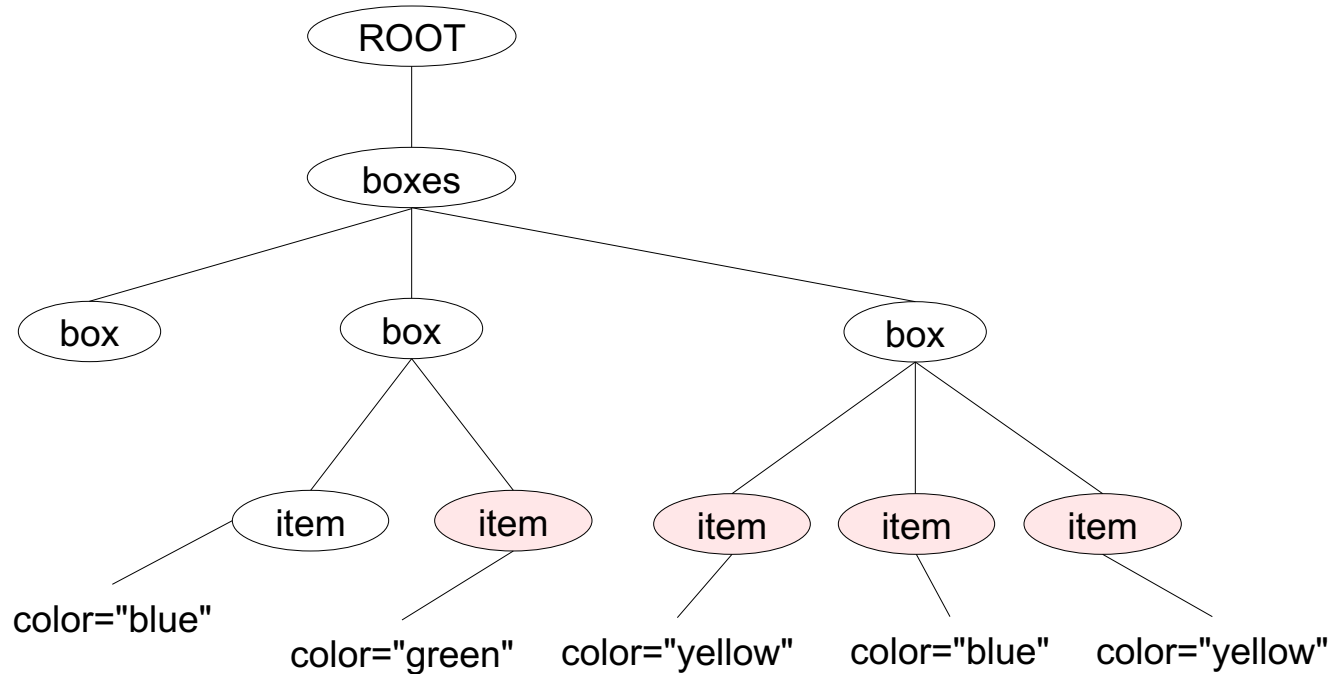 ROOT
boxes
box
box
box
item
item
item
item
item
color="blue"
color="green"
color="yellow"
color="blue"
color="yellow"